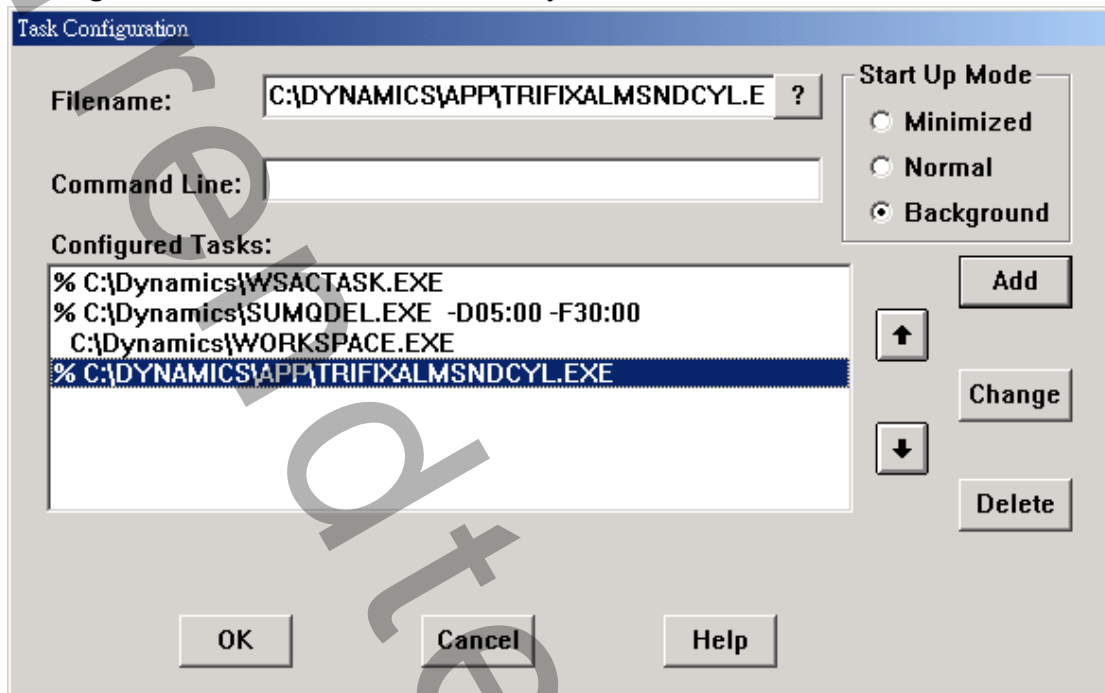 Task Configuration
Filename:
C:\DYNAMICS\APP\TRIFIXALMSNDCYL.E
?
Start Up Mode
Minimized
Normal
Background
Command Line:
Configured Tasks:
% C:\Dynamics\WSACTASK.EXE
% C:\Dynamics\SUMQDEL.EXE -D05:00 -F30:00
C:\Dynamics\WORKSPACE.EXE
% C:\DYNAMICS\APP\TRIFIXALMSNDCYL.EXE
Add
Change
Delete
OK
Cancel
Help